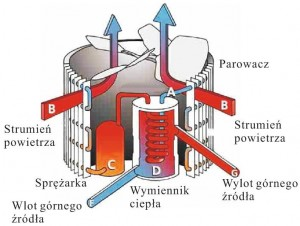 Parowacz
A
B
B
Strumień
powietrza
Strumień
powietrza
C
D
Sprężarka
Wymiennik
ciepła
G
Wylot górnego
źródła
Wlot górnego
źródła
F